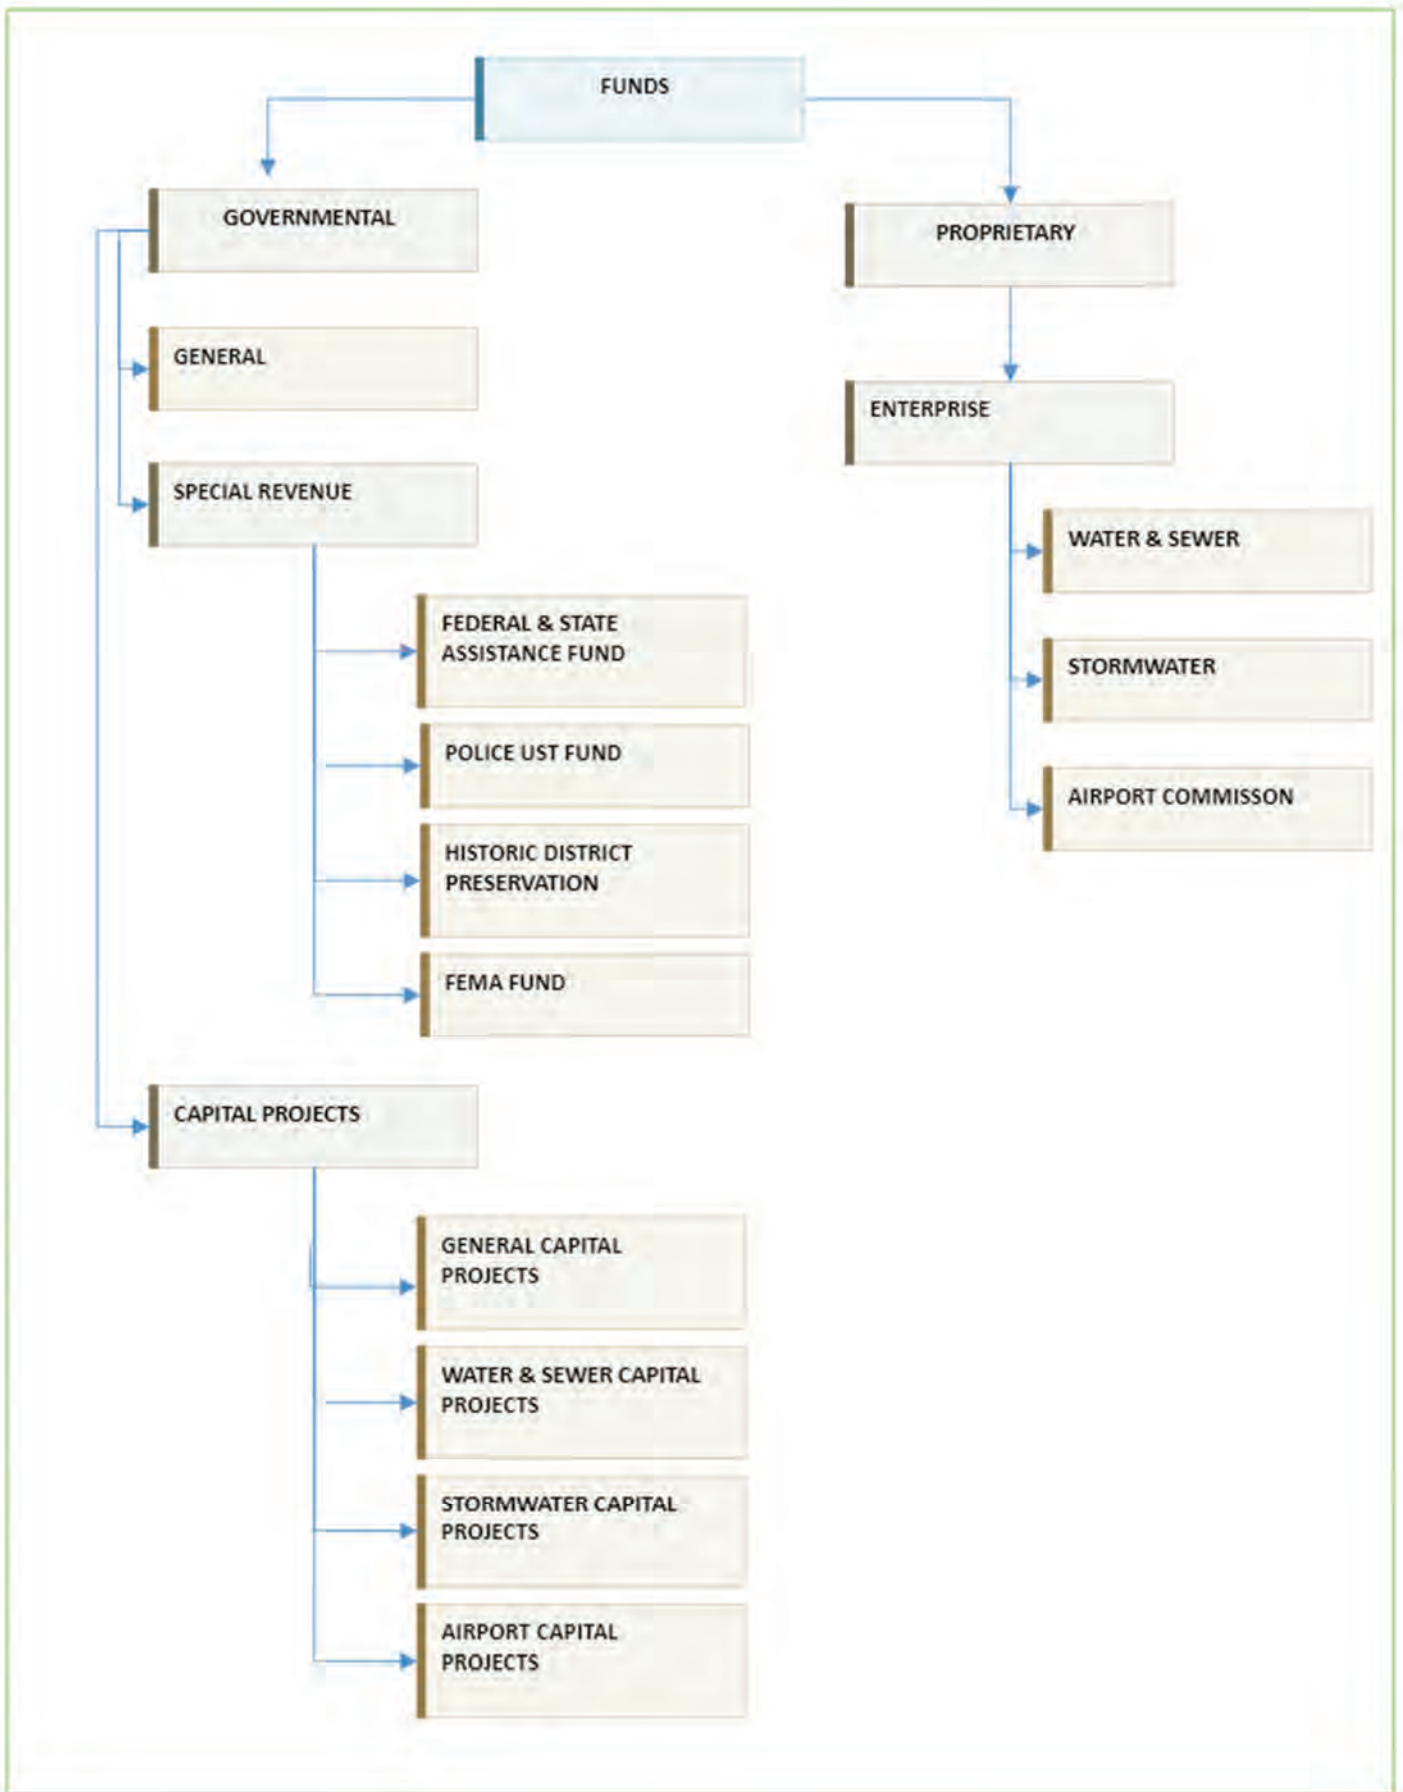 FUNDS
GOVERNMENTAL
GENERAL
SPECIAL REVENUE
FEDERAL & STATE
ASSISTANCE FUND
POLICE UST FUND
HISTORIC DISTRICT
PRESERVATION
FEMA FUND
CAPITAL PROJECTS
GENERAL CAPITAL
PROJECTS
WATER & SEWER CAPITAL
PROJECTS
STORMWATER CAPITAL
PROJECTS
AIRPORT CAPITAL
PROJECTS
PROPRIETARY
ENTERPRISE
WATER & SEWER
STORMWATER
AIRPORT COMMISSON